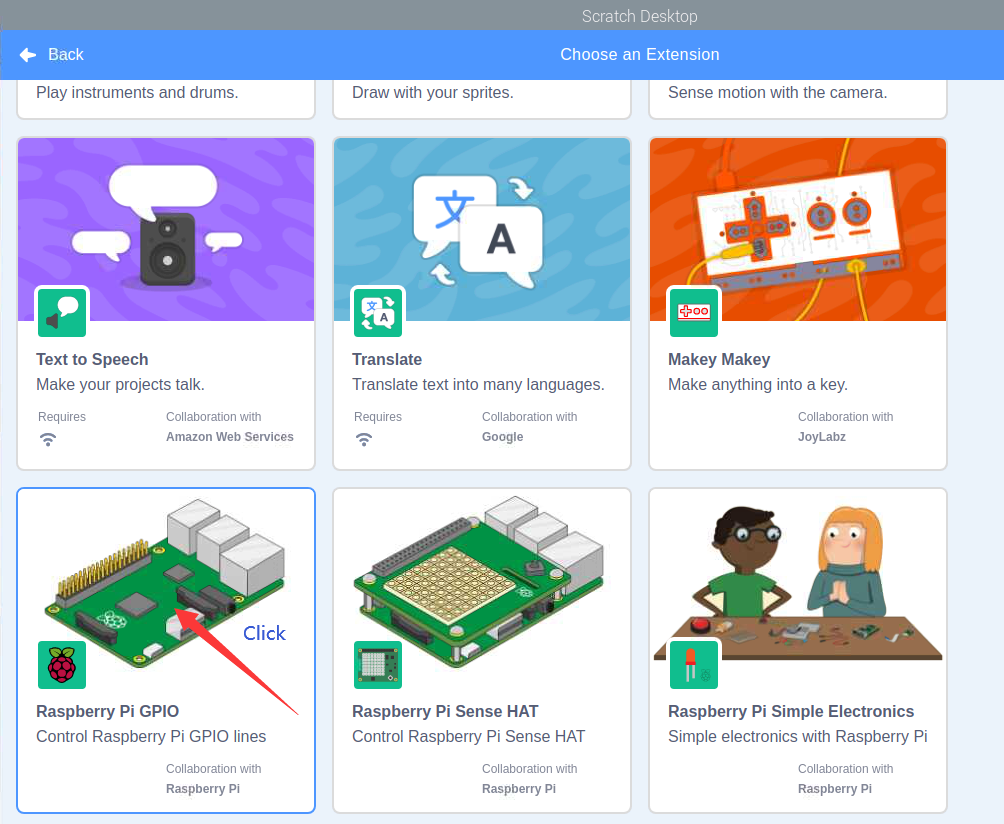 Scratch Desktop
Back
Choose an Extension
Play instruments and drums.
Draw with your sprites.
Sense motion with the camera.
文
A
文
A
Text to Speech
Make your projects talk.
Requires
Collaboration with
Amazon Web Services
Translate
Translate text into many languages.
Requires
Collaboration with
Google
Makey Makey
Make anything into a key.
Collaboration with
JoyLabz
Click
Raspberry Pi GPIO
Control Raspberry Pi GPIO lines
Collaboration with
Raspberry Pi
Raspberry Pi Sense HAT
Control Raspberry Pi Sense HAT
Collaboration with
Raspberry Pi
Raspberry Pi Simple Electronics
Simple electronics with Raspberry Pi
Collaboration with
Raspberry Pi